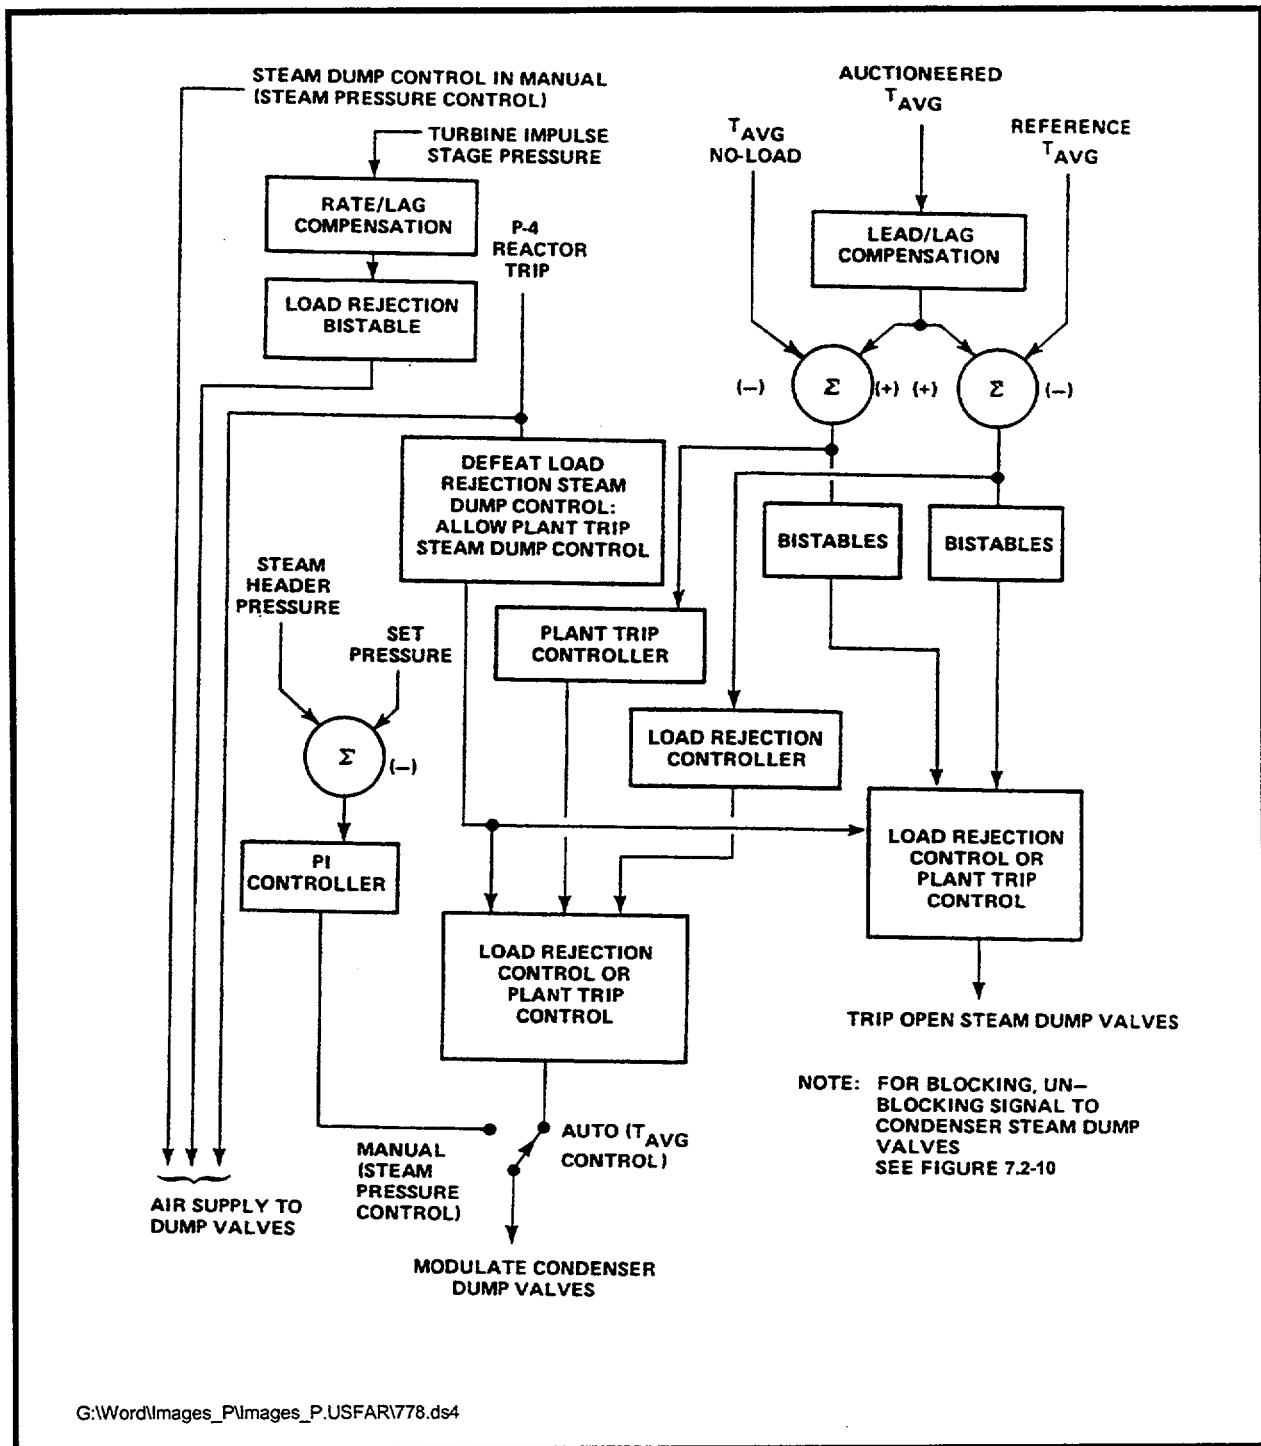 STEAM DUMP CONTROL IN MANUAL
(STEAM PRESSURE CONTROL)
TURBINE IMPULSE
STAGE PRESSURE
RATE/LAG
COMPENSATION
LOAD REJECTION
BISTABLE
P-4
REACTOR
TRIP
AUCTIONEERED
TAVG
TAVG
NO-LOAD
REFERENCE
TAVG
LEAD/LAG
COMPENSATION
(—) Σ (+) (+) Σ (—)
DEFEAT LOAD
REJECTION STEAM
DUMP CONTROL:
ALLOW PLANT TRIP
STEAM DUMP CONTROL
BISTABLES
BISTABLES
STEAM
HEADER
PRESSURE
SET
PRESSURE
Σ (—)
PI
CONTROLLER
PLANT TRIP
CONTROLLER
LOAD REJECTION
CONTROLLER
LOAD REJECTION
CONTROL OR
PLANT TRIP
CONTROL
LOAD REJECTION
CONTROL OR
PLANT TRIP
CONTROL
TRIP OPEN STEAM DUMP VALVES
NOTE: FOR BLOCKING, UN–
BLOCKING SIGNAL TO
CONDENSER STEAM DUMP
VALVES
SEE FIGURE 7.2-10
AUTO (TAVG
CONTROL)
MANUAL
(STEAM
PRESSURE
CONTROL)
AIR SUPPLY TO
DUMP VALVES
MODULATE CONDENSER
DUMP VALVES
G:\Word\Images_P\Images_P.USFAR\778.ds4